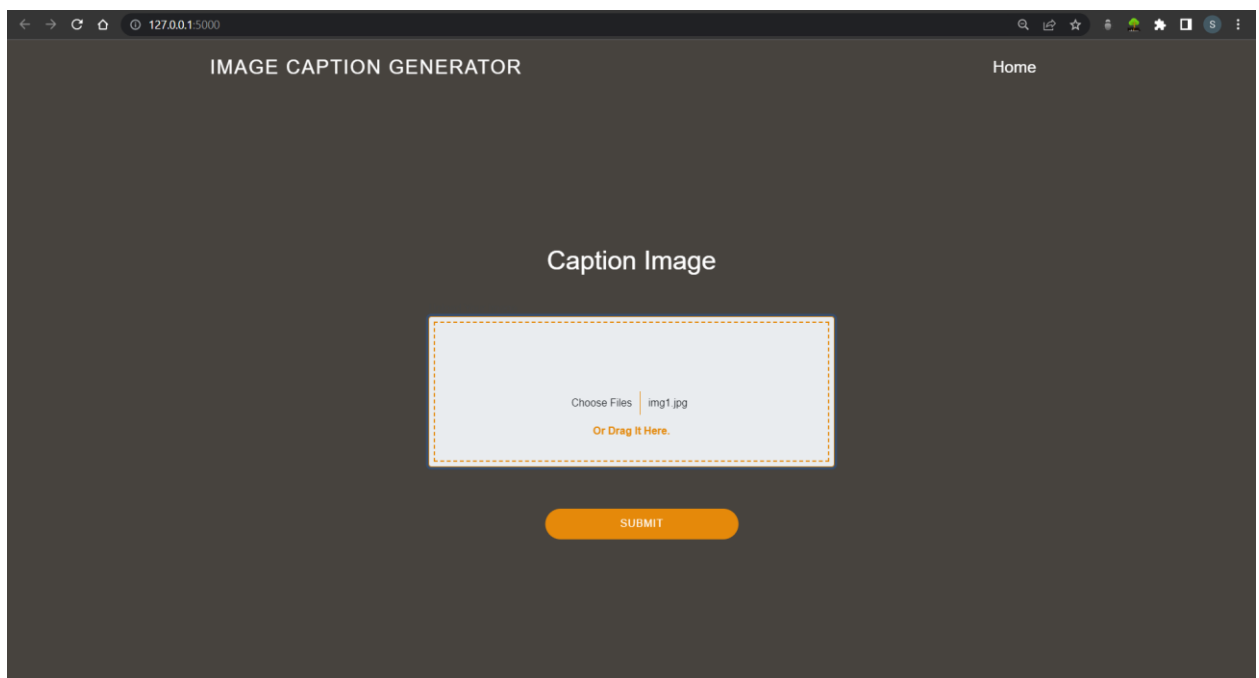 127.0.0.1:5000
S
IMAGE CAPTION GENERATOR
Home
Caption Image
Choose Files img1.jpg
Or Drag It Here.
SUBMIT